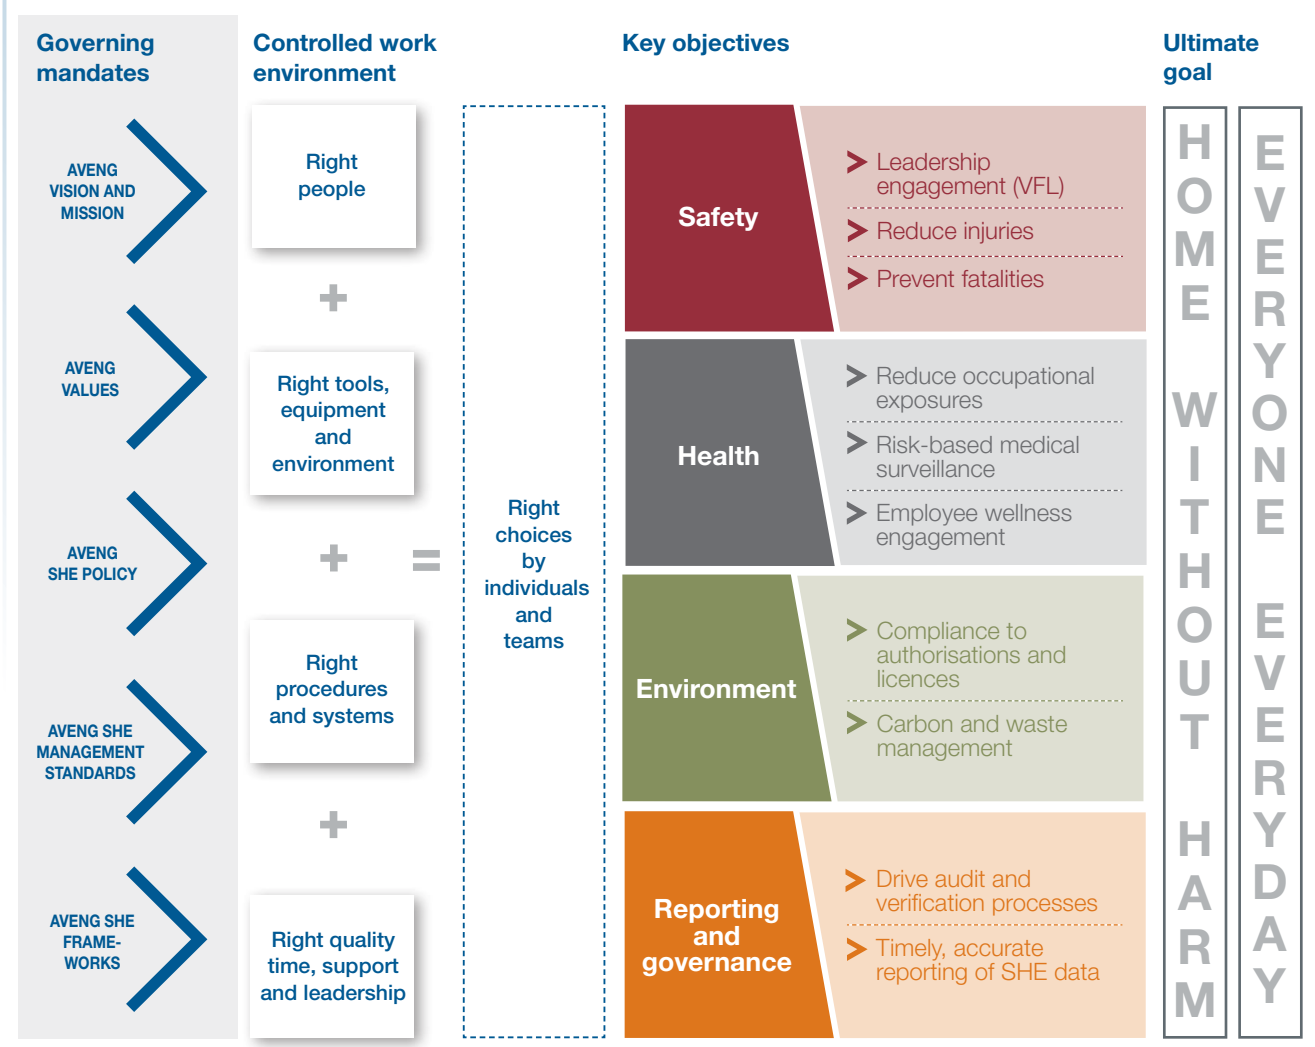 Governing
mandates
AVENG
VISION AND
MISSION
AVENG
VALUES
AVENG
SHE POLICY
AVENG SHE
MANAGEMENT
STANDARDS
AVENG SHE
FRAME-
WORKS
Controlled work
environment
Right
people
+
Right tools,
equipment
and
environment
+
Right
procedures
and systems
+
Right quality
time, support
and leadership
=
Right
choices
by
individuals
and
teams
Key objectives
Safety
Leadership
engagement (VFL)
Reduce injuries
Prevent fatalities
Health
Reduce occupational
exposures
Risk-based medical
surveillance
Employee wellness
engagement
Environment
Compliance to
authorisations and
licences
Carbon and waste
management
Reporting
and
governance
Drive audit and
verification processes
Timely, accurate
reporting of SHE data
Ultimate
goal
HOME WITHOUT HARM
EVERYONE EVERYDAY